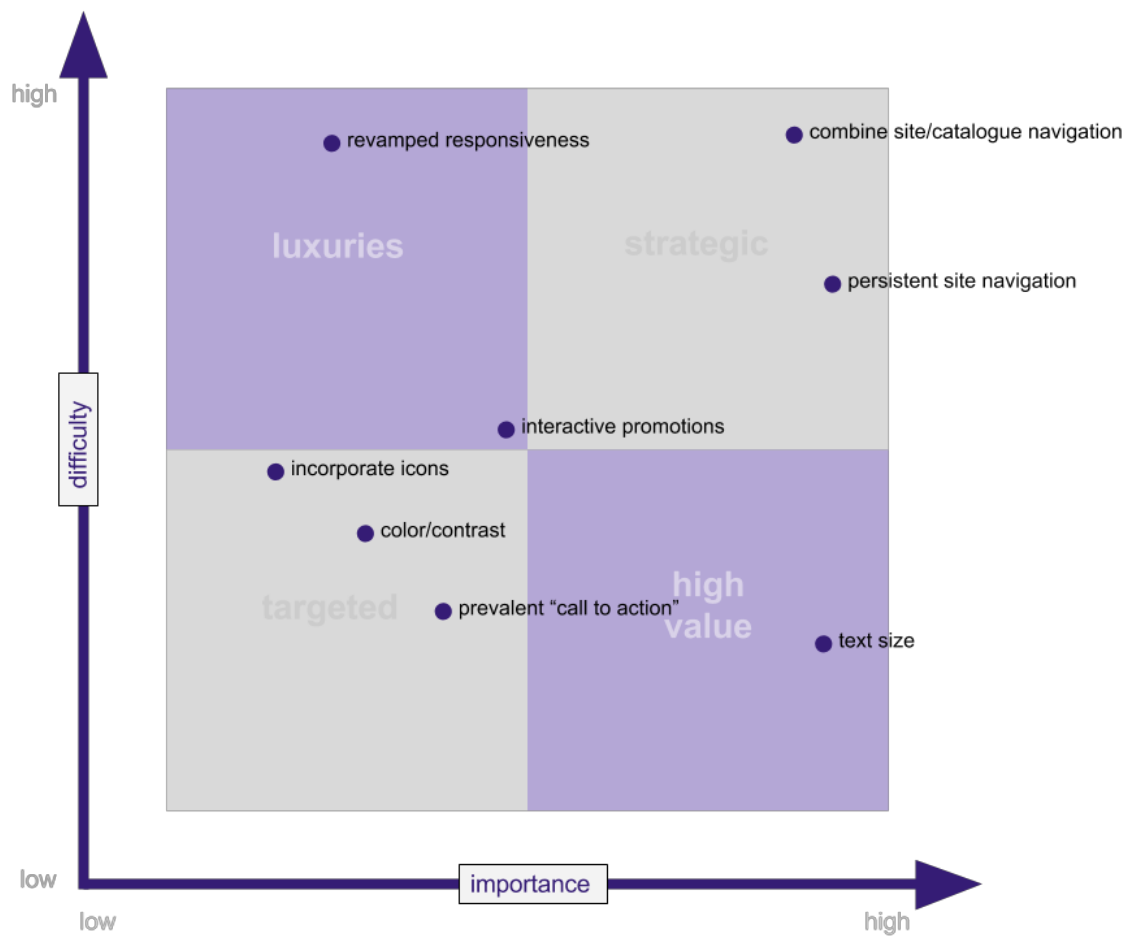 high
revamped responsiveness
combine site/catalogue navigation
luxuries
strategic
persistent site navigation
difficulty
interactive promotions
incorporate icons
color/contrast
targeted
prevalent “call to action”
high
value
text size
low
importance
low
high